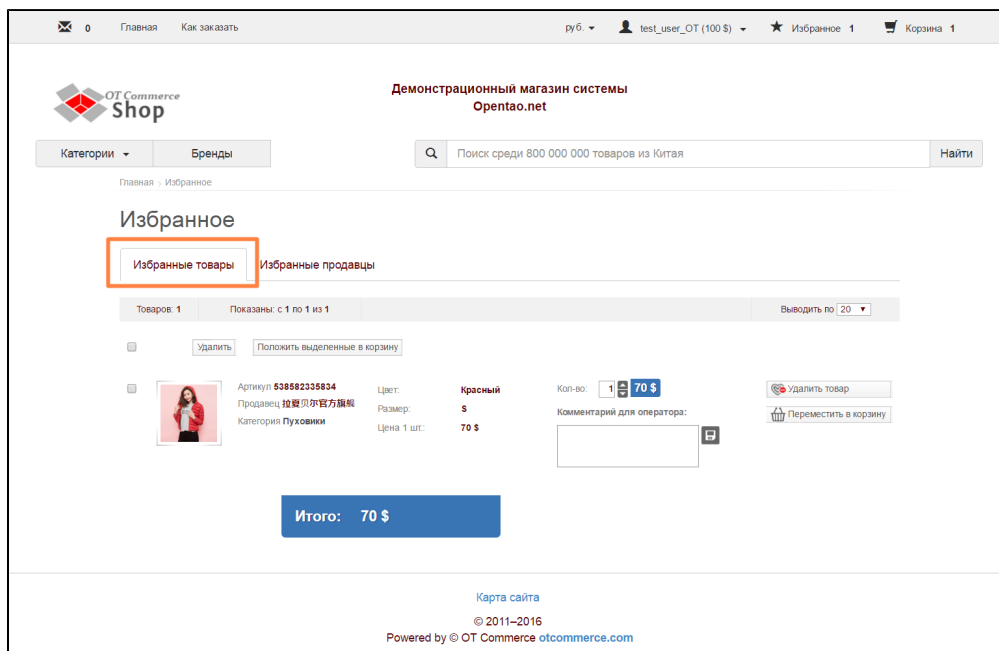 0 Главная Как заказать руб. test_user_OT (100 $) Избранное 1 Корзина 1
OT Commerce
Shop
Демонстрационный магазин системы
Opentao.net
Категории Бренды Поиск среди 800 000 000 товаров из Китая Найти
Главная > Избранное
Избранное
Избранные товары Избранные продавцы
Товаров: 1 Показаны: с 1 по 1 из 1 Выводить по 20
Удалить Положить выделенные в корзину
Артикул 538582335834 Цвет: Красный Кол-во: 1 70 $ Удалить товар
Продавец 拉夏贝尔官方旗舰 Размер: S Комментарий для оператора: Переместить в корзину
Категория Пуховики Цена 1 шт.: 70 $
Итого: 70 $
Карта сайта
© 2011–2016
Powered by © OT Commerce otcommerce.com